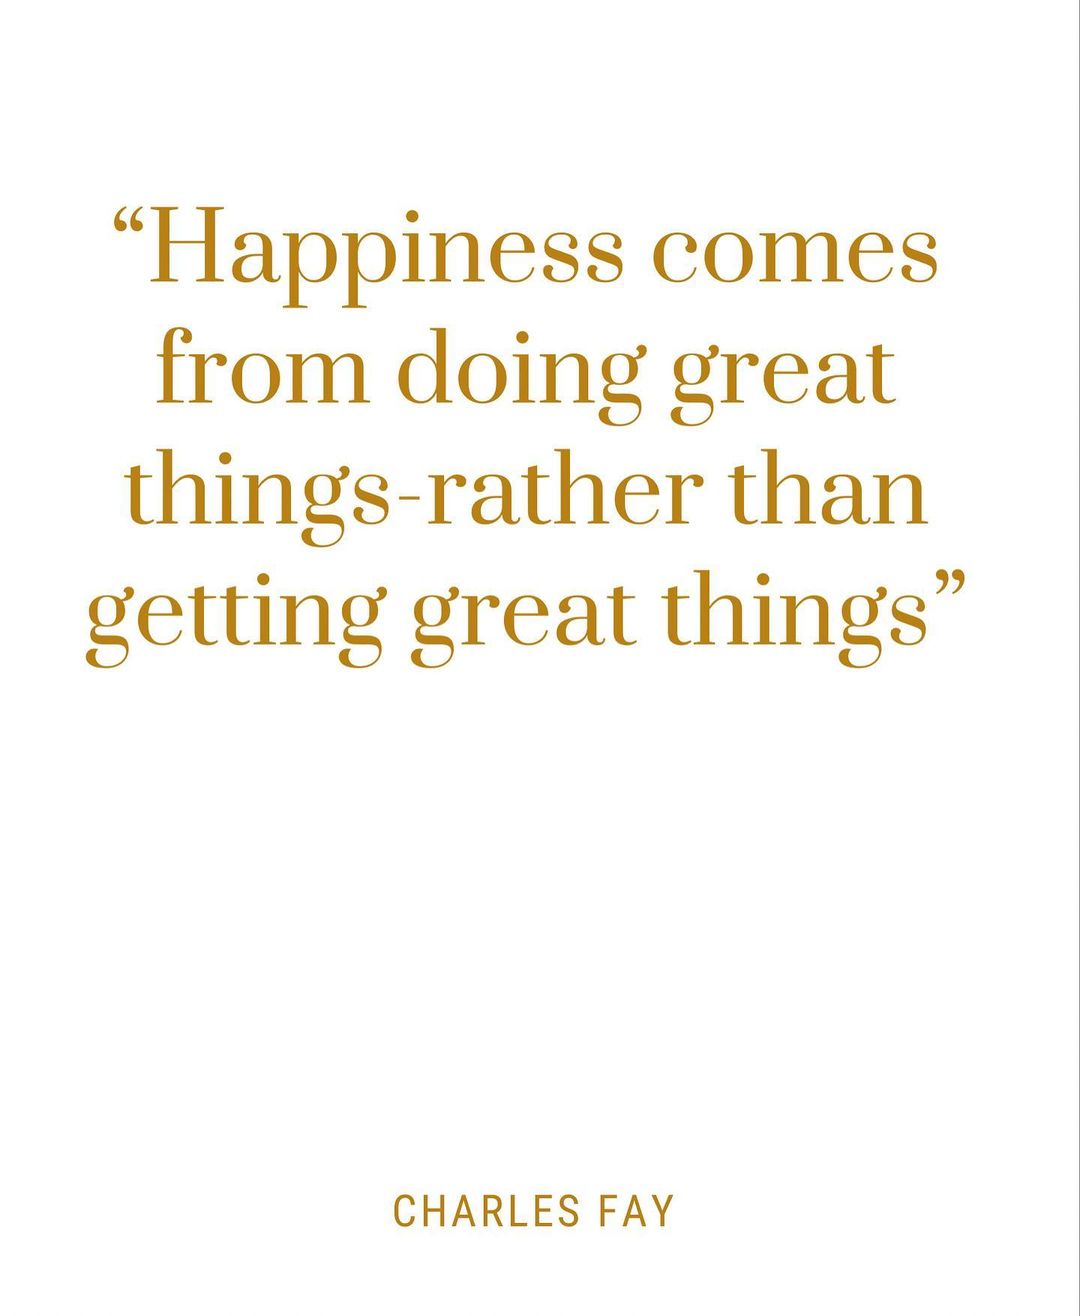 “Happiness comes
from doing great
things-rather than
getting great things”
CHARLES FAY